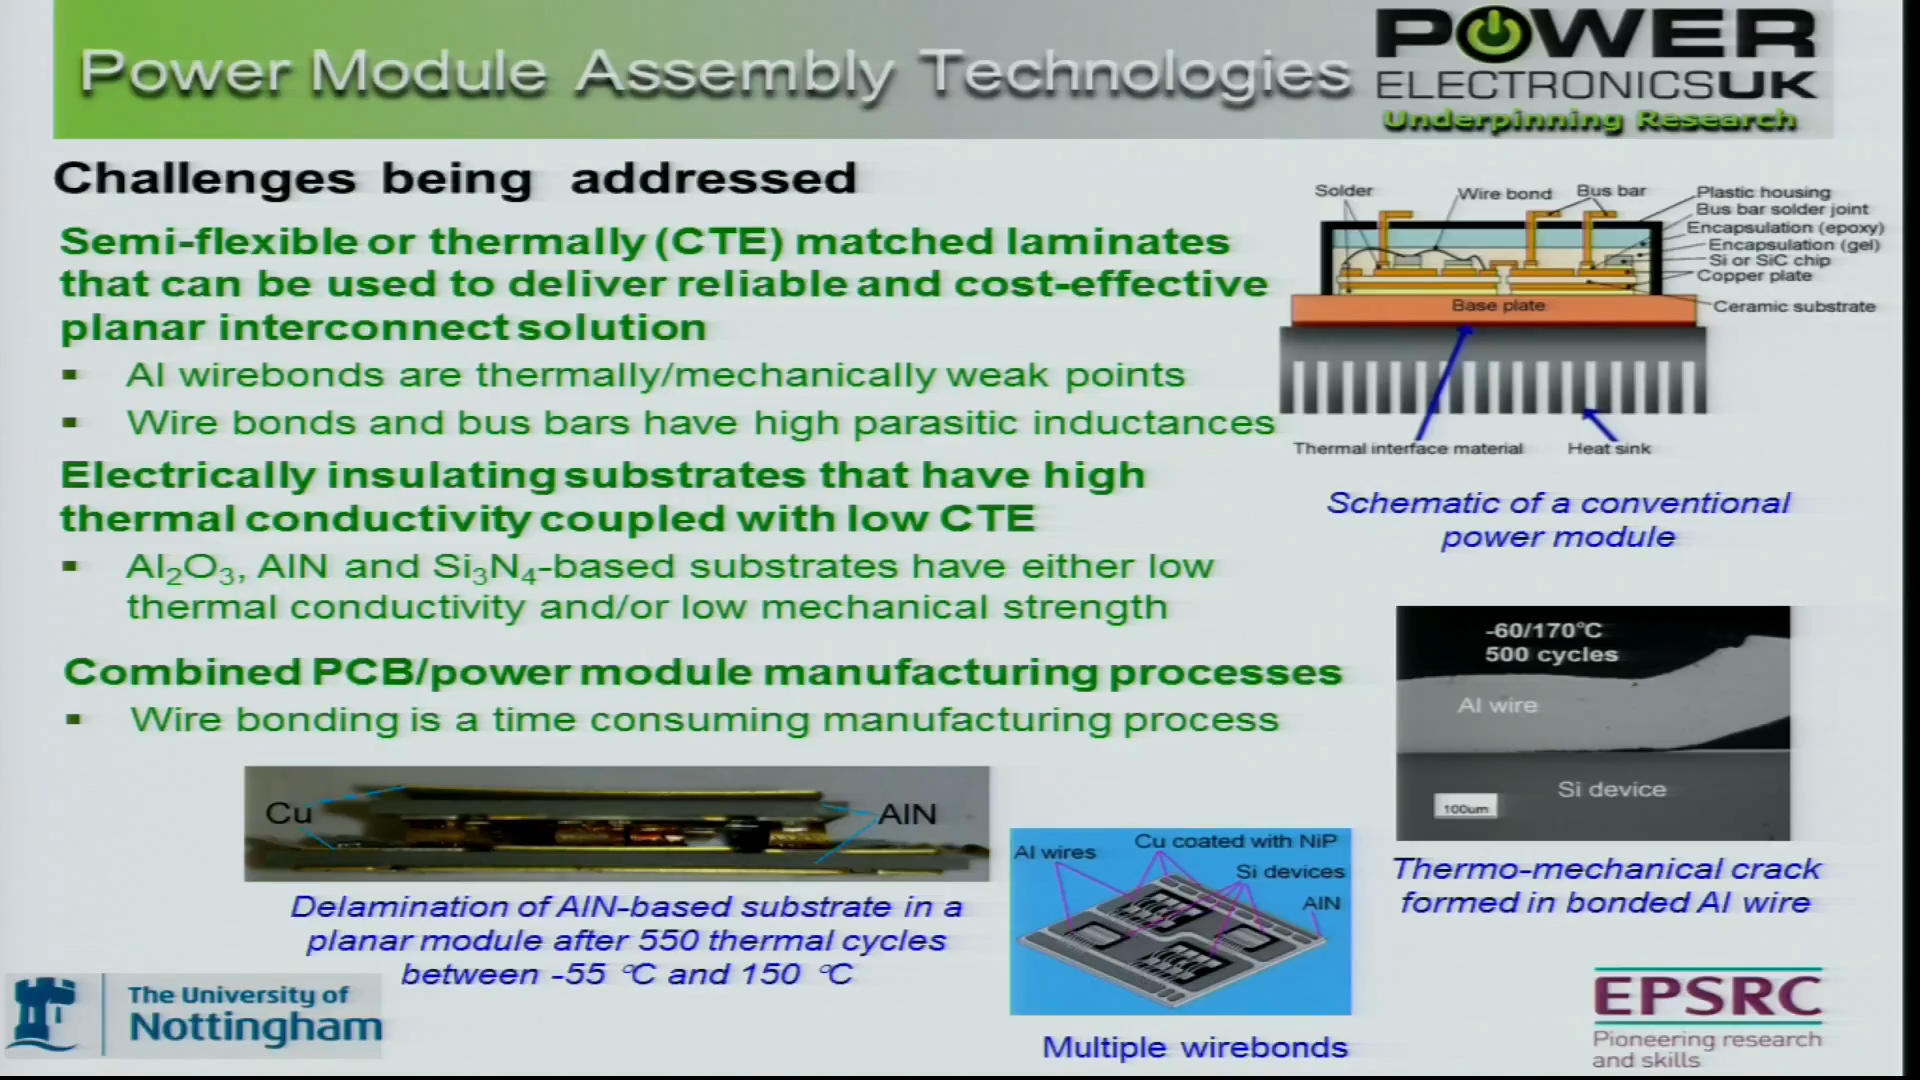 Power Module Assembly Technologies
POWER
ELECTRONICSUK
Underpinning Research
Challenges being addressed
Semi-flexible or thermally (CTE) matched laminates
that can be used to deliver reliable and cost-effective
planar interconnect solution
▪ Al wirebonds are thermally/mechanically weak points
▪ Wire bonds and bus bars have high parasitic inductances
Electrically insulating substrates that have high
thermal conductivity coupled with low CTE
▪ Al₂O₃, AlN and Si₃N₄-based substrates have either low
thermal conductivity and/or low mechanical strength
Combined PCB/power module manufacturing processes
▪ Wire bonding is a time consuming manufacturing process
Solder
Wire bond
Bus bar
Plastic housing
Bus bar solder joint
Encapsulation (epoxy)
Encapsulation (gel)
Si or SiC chip
Copper plate
Ceramic substrate
Base plate
Thermal interface material
Heat sink
Schematic of a conventional
power module
-60/170°C
500 cycles
Al wire
Si device
100um
Thermo-mechanical crack
formed in bonded Al wire
Cu
AlN
Delamination of AlN-based substrate in a
planar module after 550 thermal cycles
between -55 °C and 150 °C
Al wires
Cu coated with NiP
Si devices
AlN
Multiple wirebonds
The University of
Nottingham
EPSRC
Pioneering research
and skills